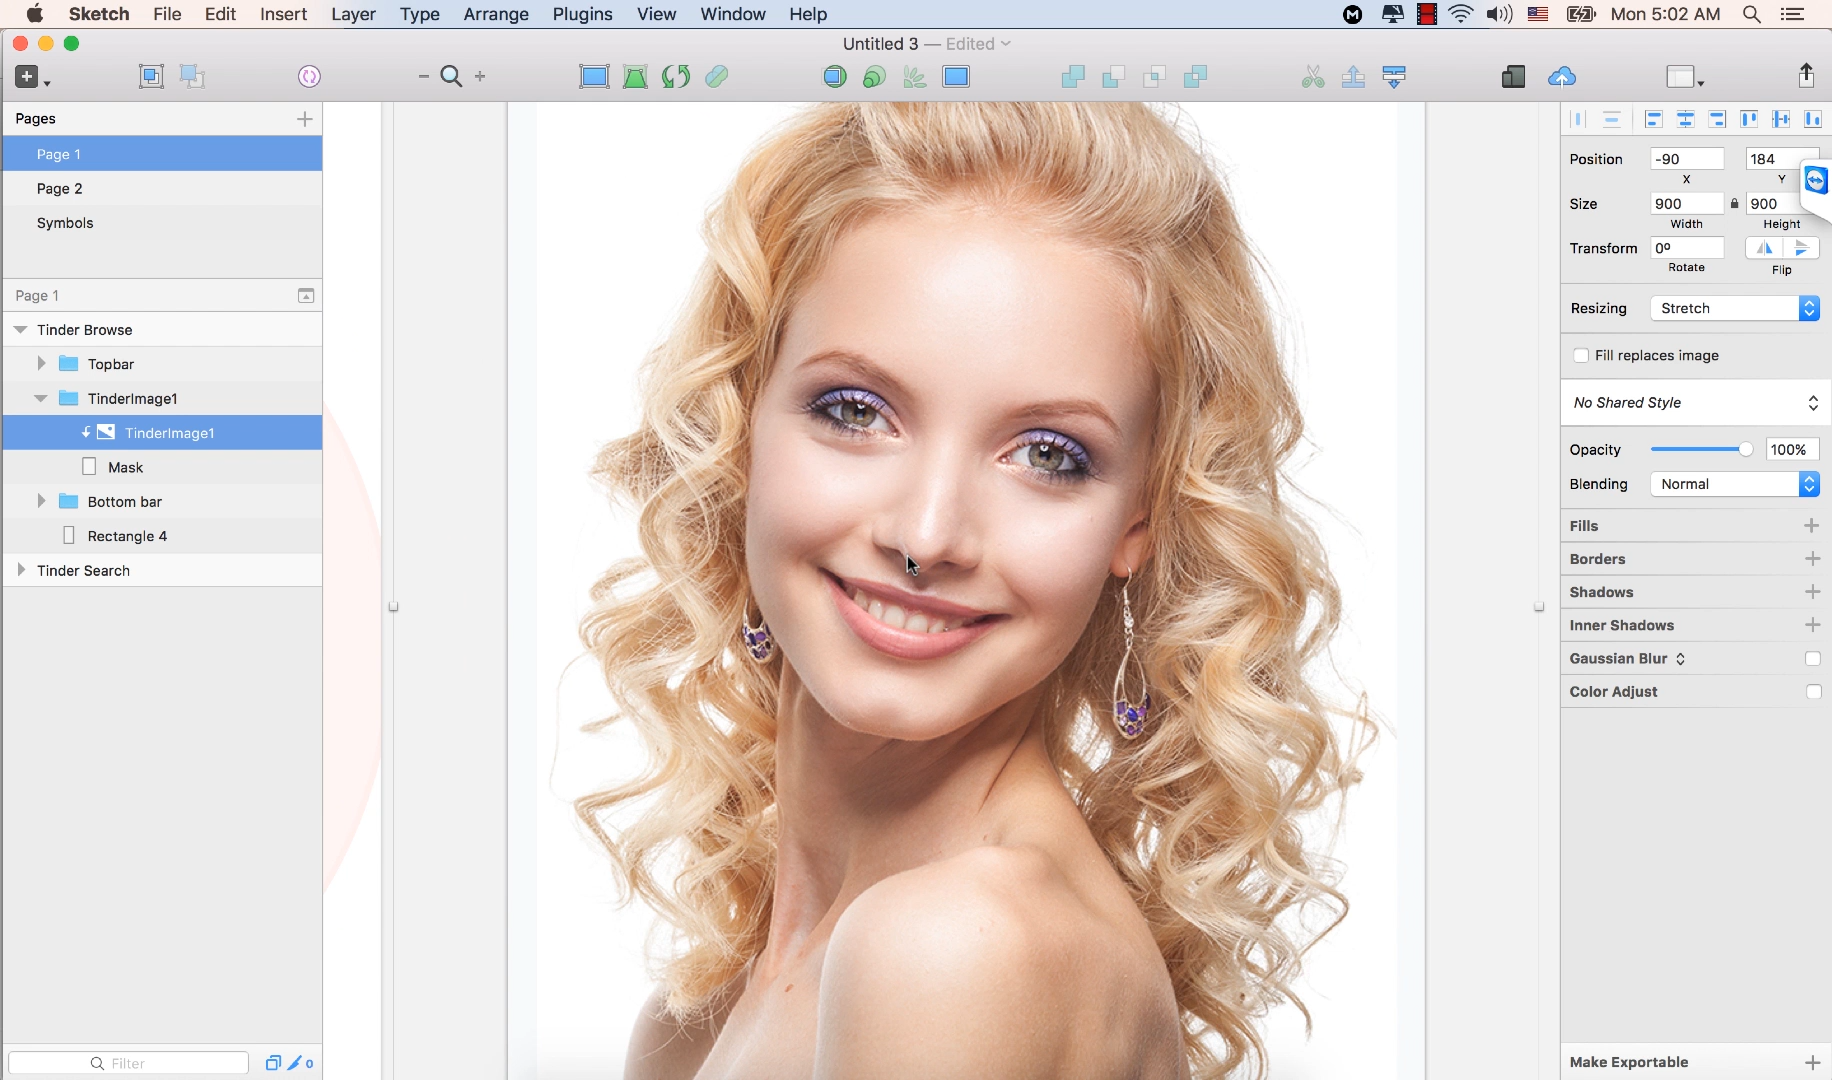 Sketch File Edit Insert Layer Type Arrange Plugins View Window Help Mon 5:02 AM
Untitled 3 — Edited
Pages
Page 1
Page 2
Symbols
Page 1
Tinder Browse
Topbar
TinderImage1
TinderImage1
Mask
Bottom bar
Rectangle 4
Tinder Search
Filter
0
Position -90 184
X Y
Size 900 900
Width Height
Transform 0º
Rotate Flip
Resizing Stretch
Fill replaces image
No Shared Style
Opacity 100%
Blending Normal
Fills
Borders
Shadows
Inner Shadows
Gaussian Blur
Color Adjust
Make Exportable